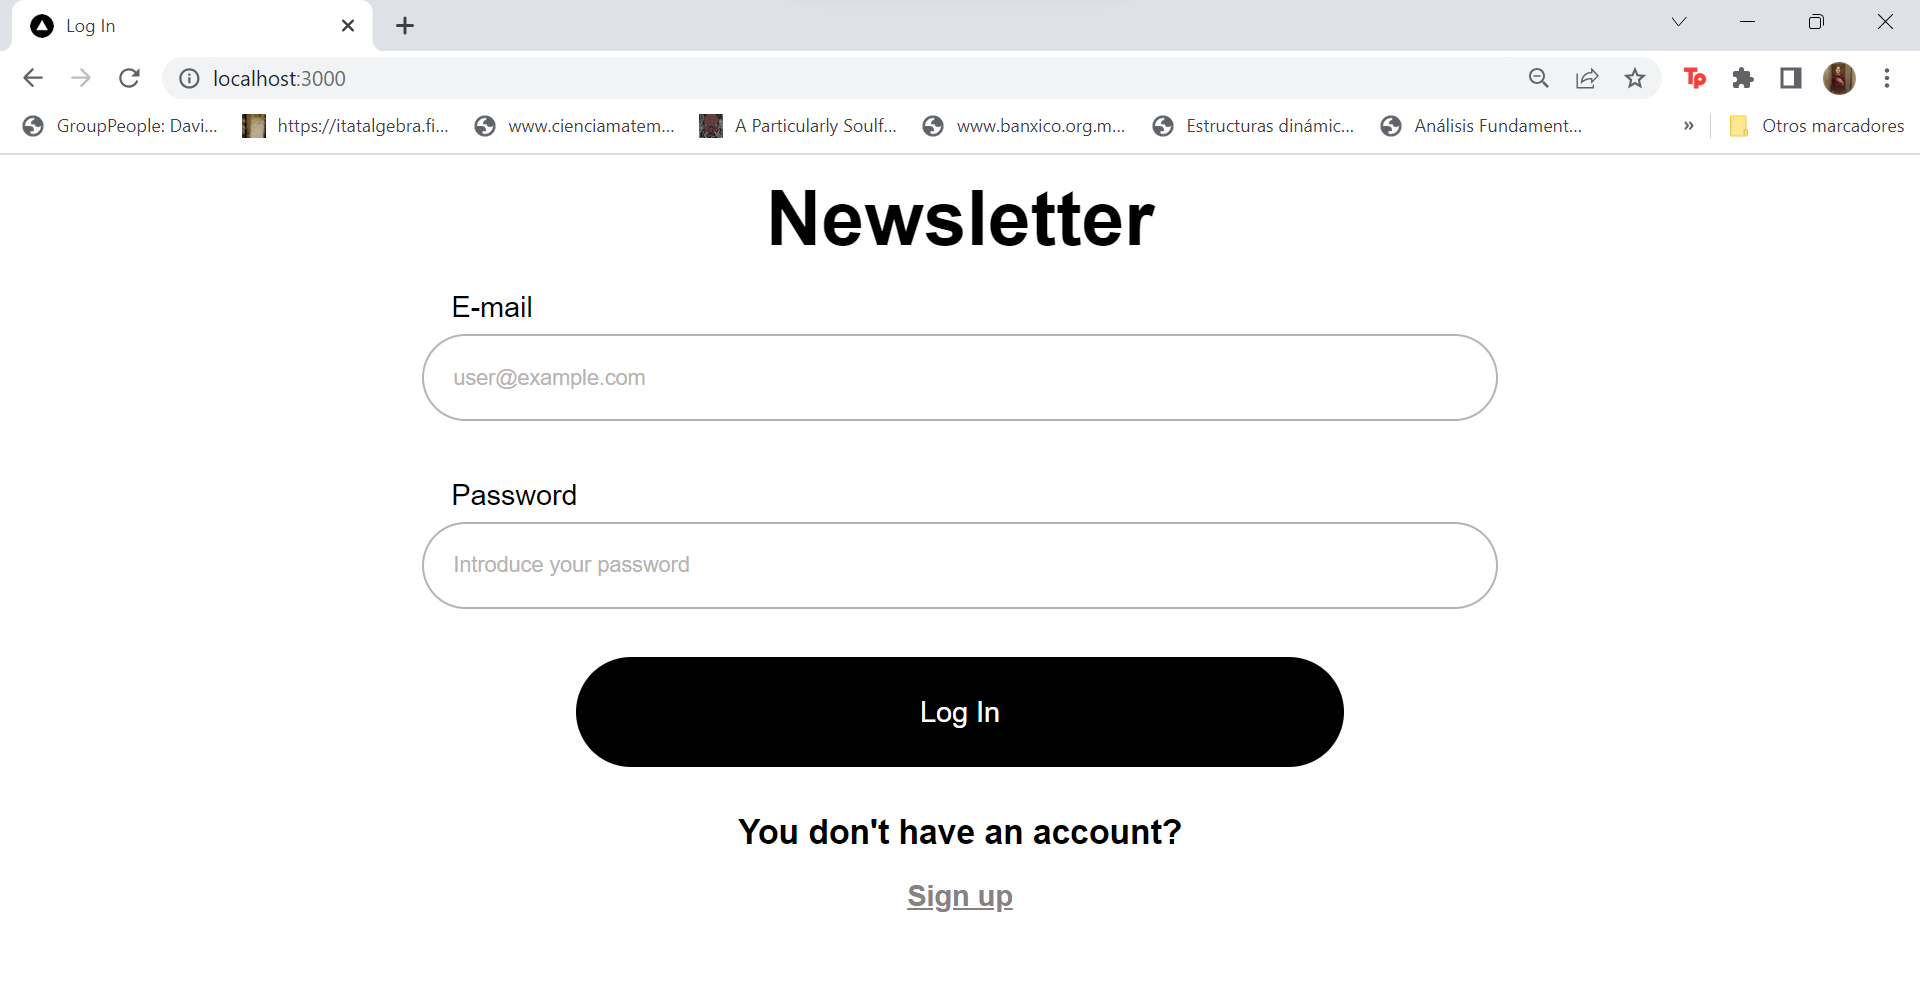 Log In
localhost:3000
Tp
GroupPeople: Davi...
https://itatalgebra.fi...
www.cienciamatem...
A Particularly Soulf...
www.banxico.org.m...
Estructuras dinámic...
Análisis Fundament...
»
Otros marcadores
Newsletter
E-mail
user@example.com
Password
Introduce your password
Log In
You don't have an account?
Sign up